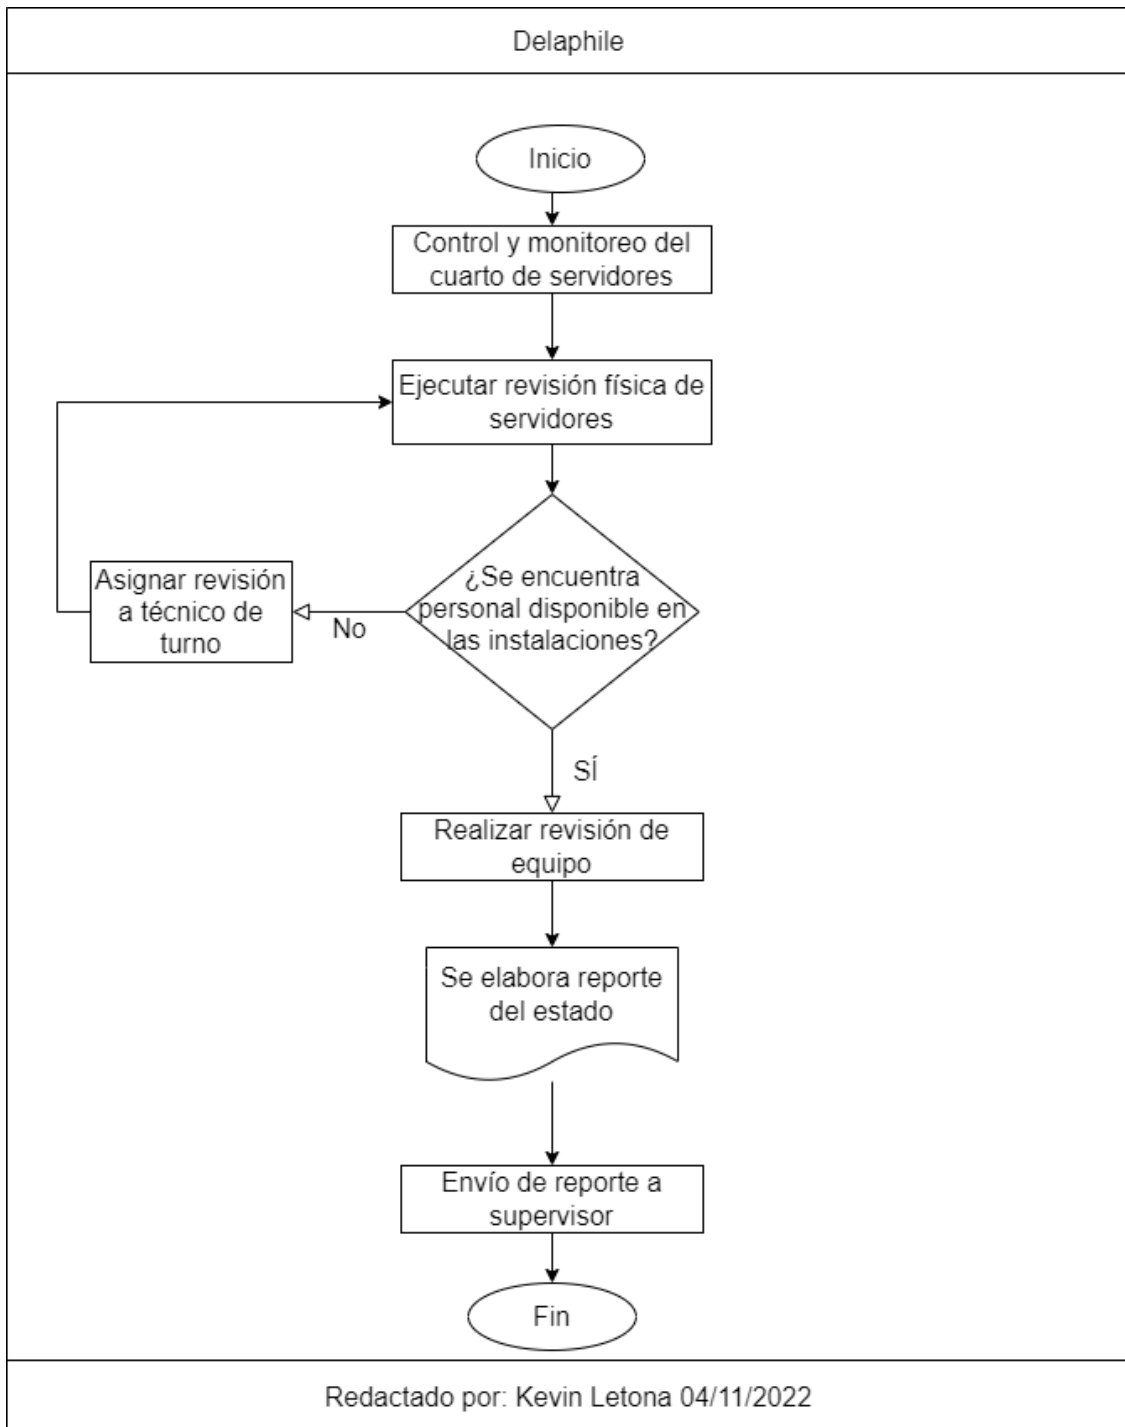 Delaphile
Inicio
Control y monitoreo del
cuarto de servidores
Ejecutar revisión física de
servidores
¿Se encuentra
personal disponible en
las instalaciones?
No
Asignar revisión
a técnico de
turno
SÍ
Realizar revisión de
equipo
Se elabora reporte
del estado
Envío de reporte a
supervisor
Fin
Redactado por: Kevin Letona 04/11/2022